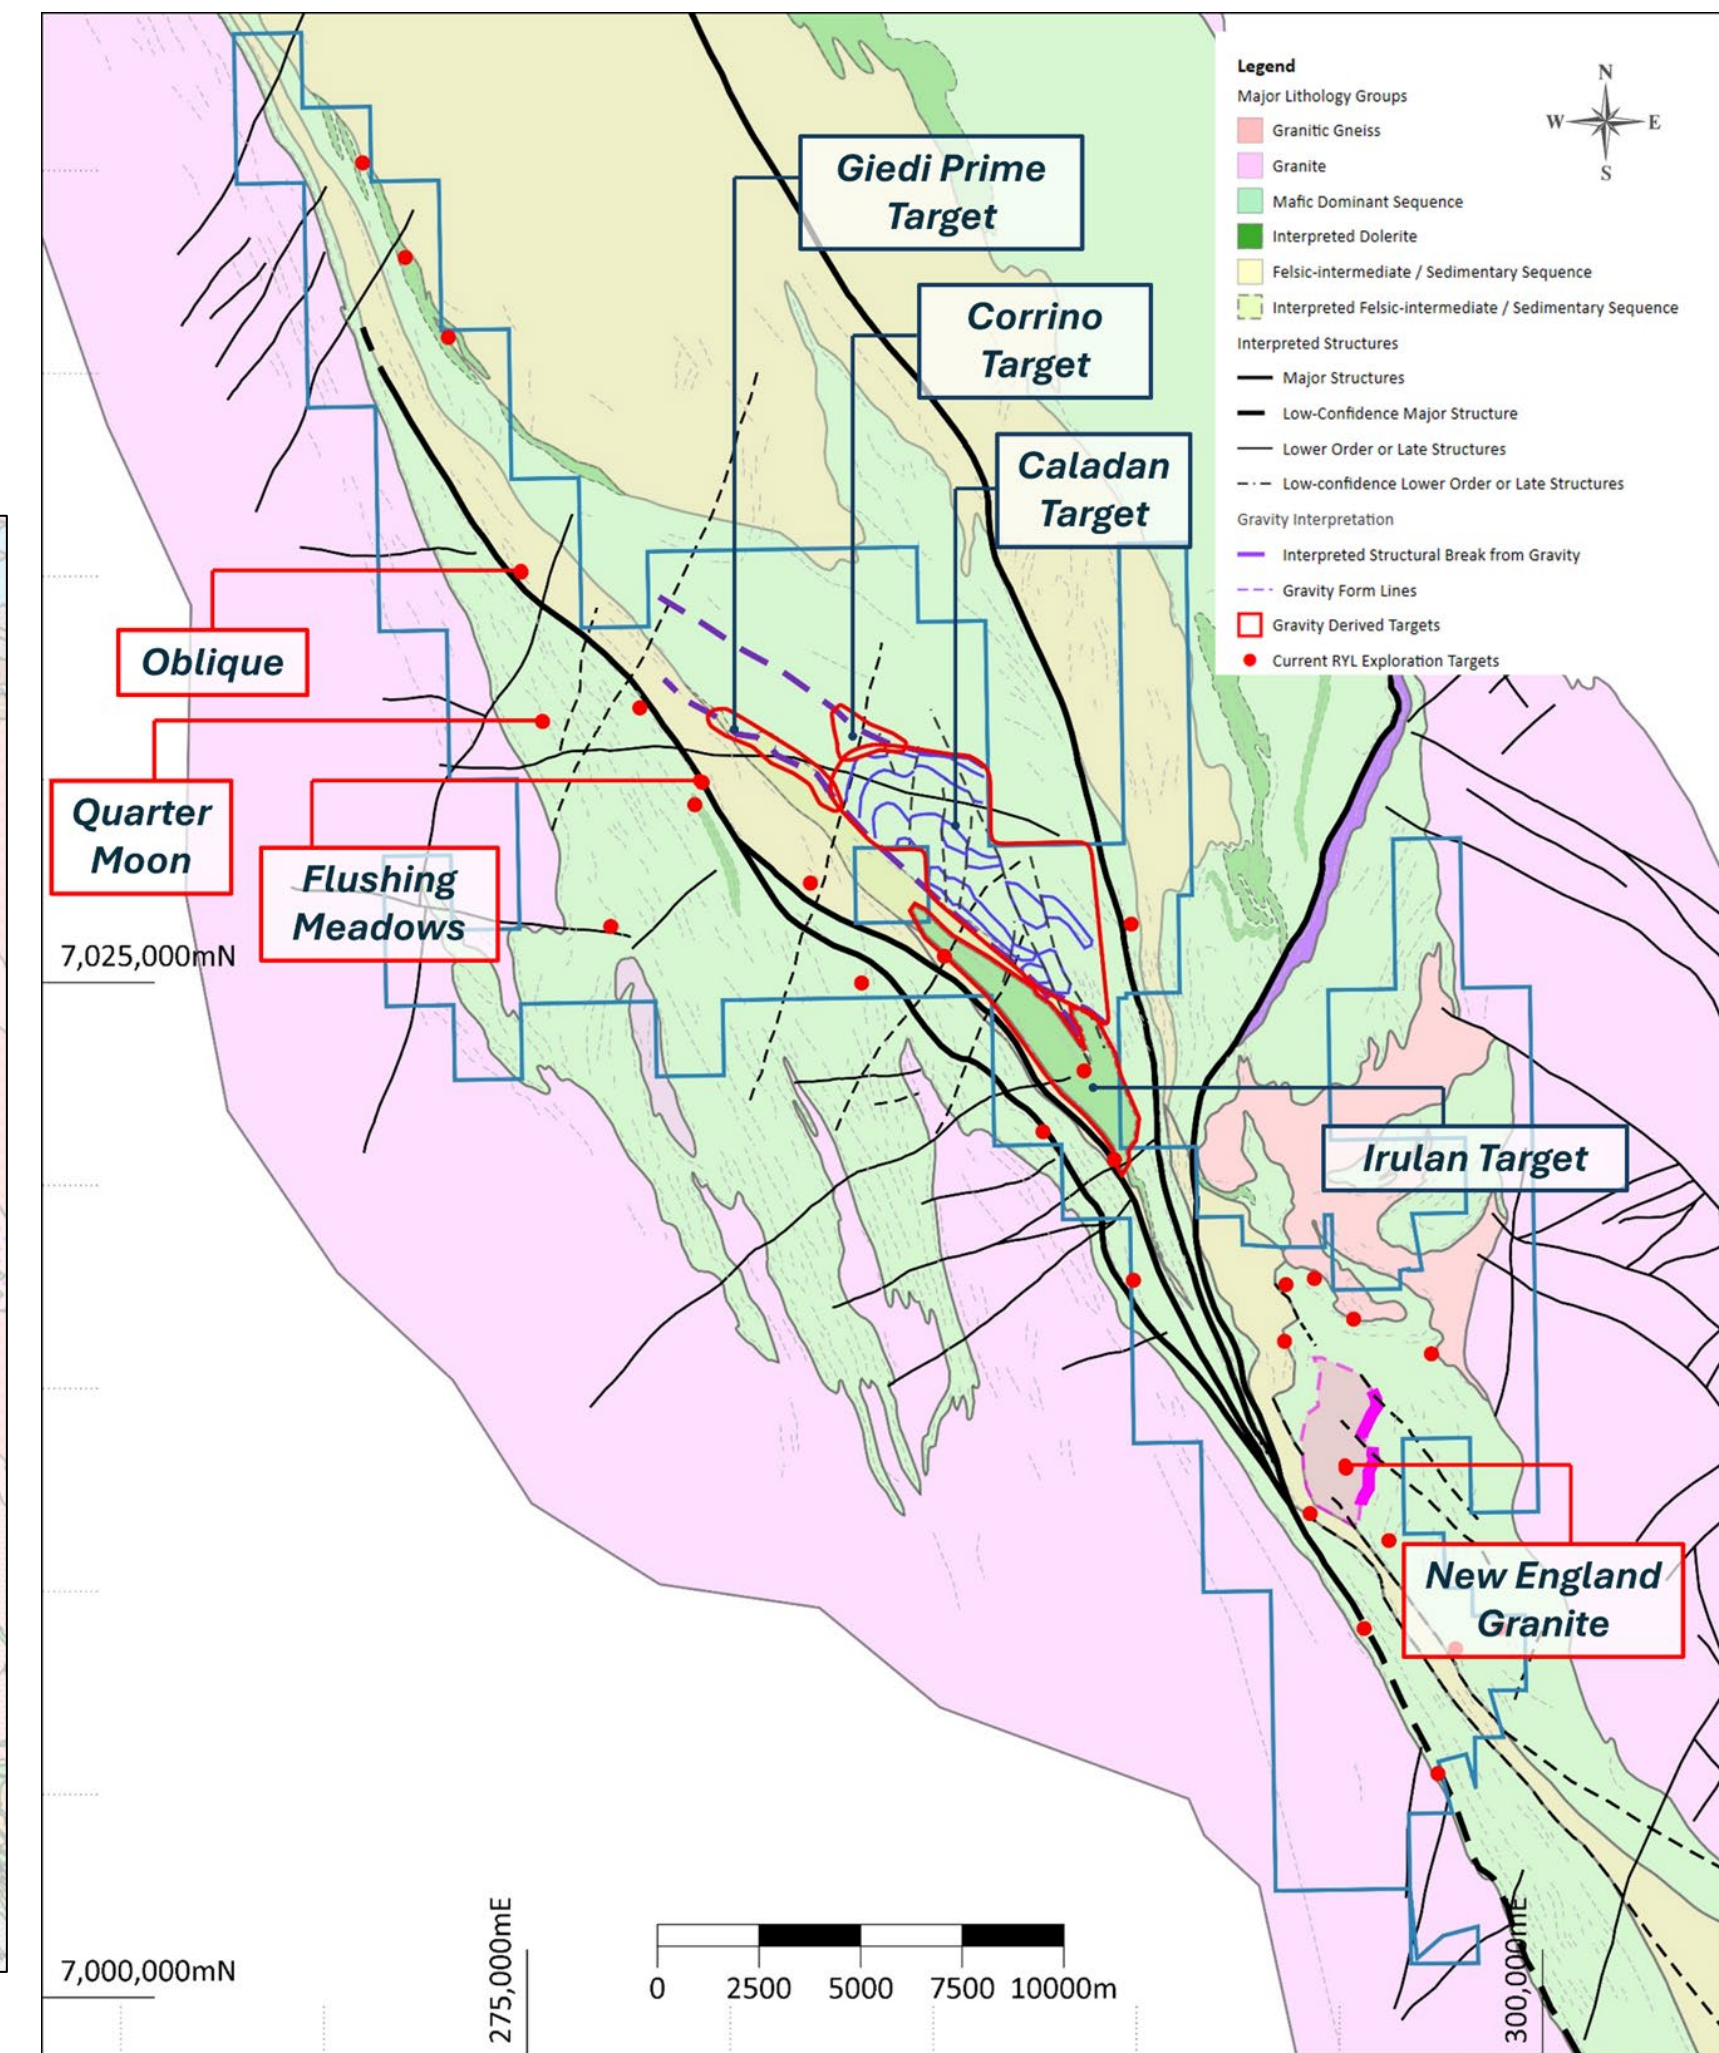 Legend
Major Lithology Groups
Granitic Gneiss
Granite
Mafic Dominant Sequence
Interpreted Dolerite
Felsic-intermediate / Sedimentary Sequence
Interpreted Felsic-intermediate / Sedimentary Sequence
Interpreted Structures
Major Structures
Low-Confidence Major Structure
Lower Order or Late Structures
Low-confidence Lower Order or Late Structures
Gravity Interpretation
Interpreted Structural Break from Gravity
Gravity Form Lines
Gravity Derived Targets
Current RYL Exploration Targets
N
W
E
S
Giedi Prime
Target
Corrino
Target
Caladan
Target
Oblique
Quarter
Moon
Flushing
Meadows
7,025,000mN
Irulan Target
New England
Granite
7,000,000mN
275,000mE
300,000mE
0 2500 5000 7500 10000m